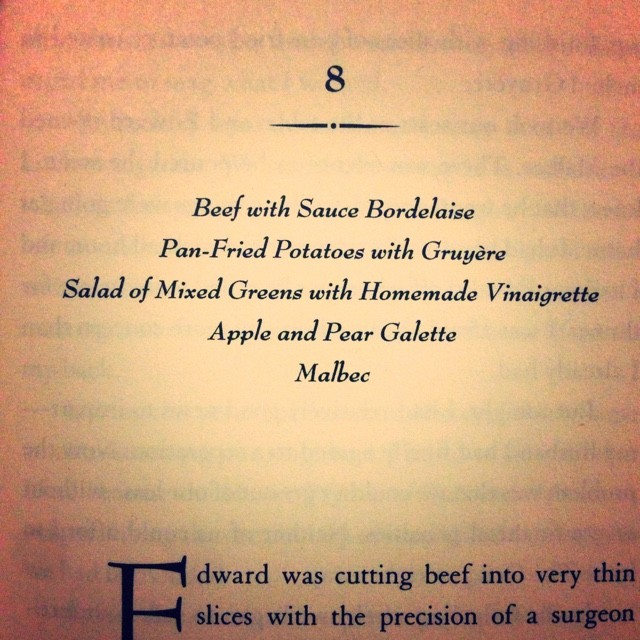 8
Beef with Sauce Bordelaise
Pan-Fried Potatoes with Gruyère
Salad of Mixed Greens with Homemade Vinaigrette
Apple and Pear Galette
Malbec
Edward was cutting beef into very thin
slices with the precision of a surgeon